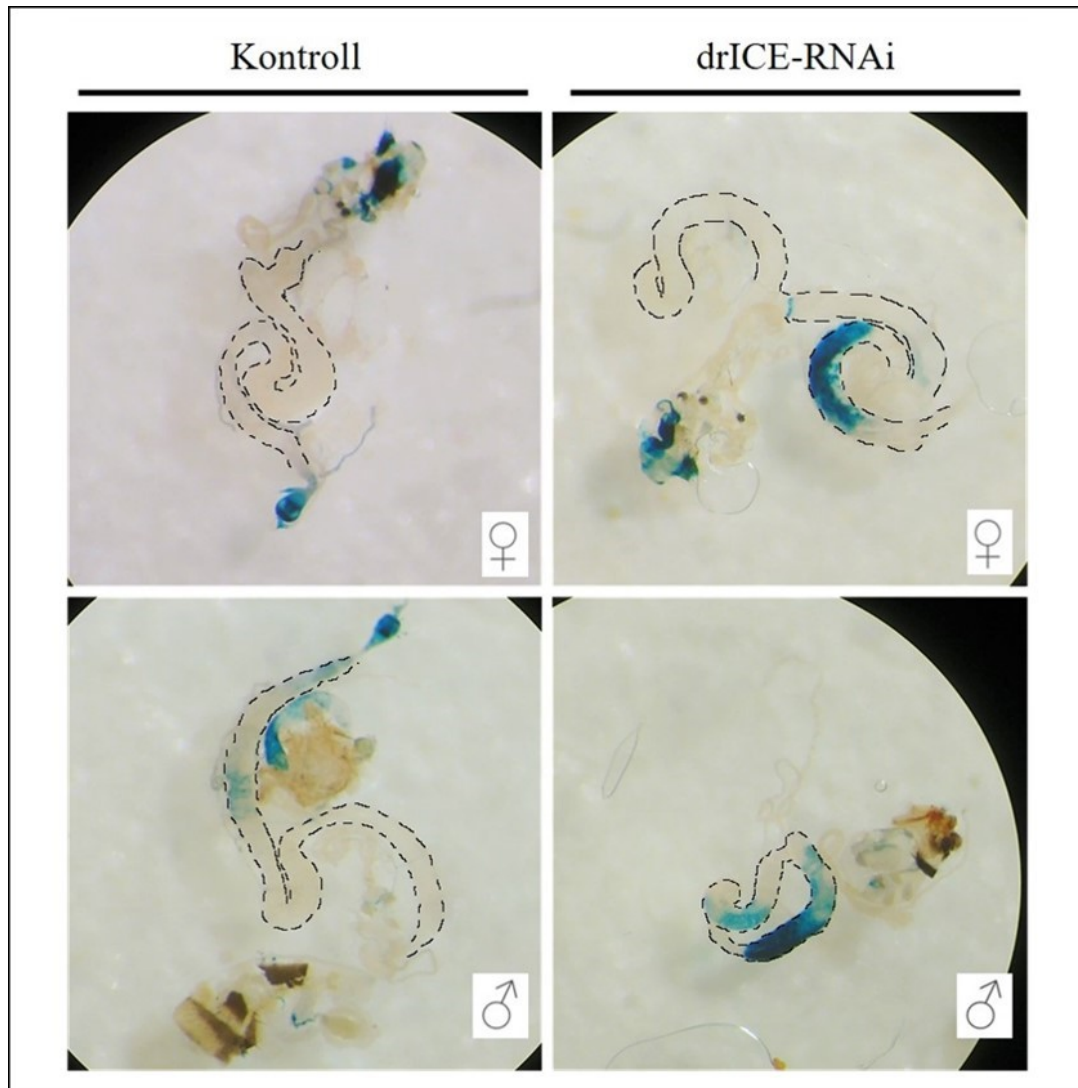 Kontroll
drICE-RNAi
♀
♀
♂
♂